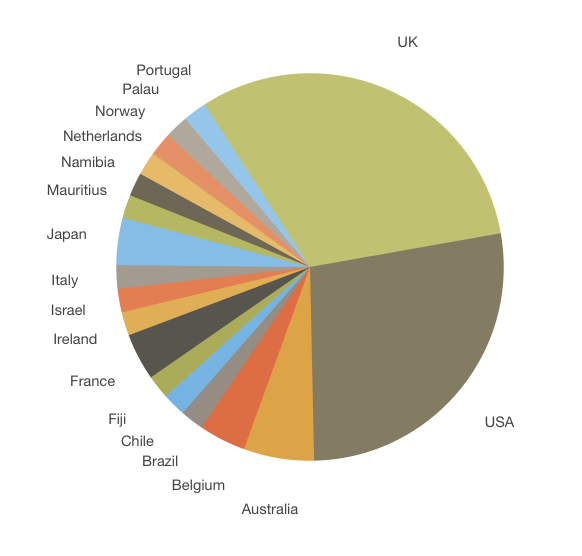 UK
Portugal
Palau
Norway
Netherlands
Namibia
Mauritius
Japan
Italy
Israel
Ireland
France
Fiji
USA
Chile
Brazil
Belgium
Australia